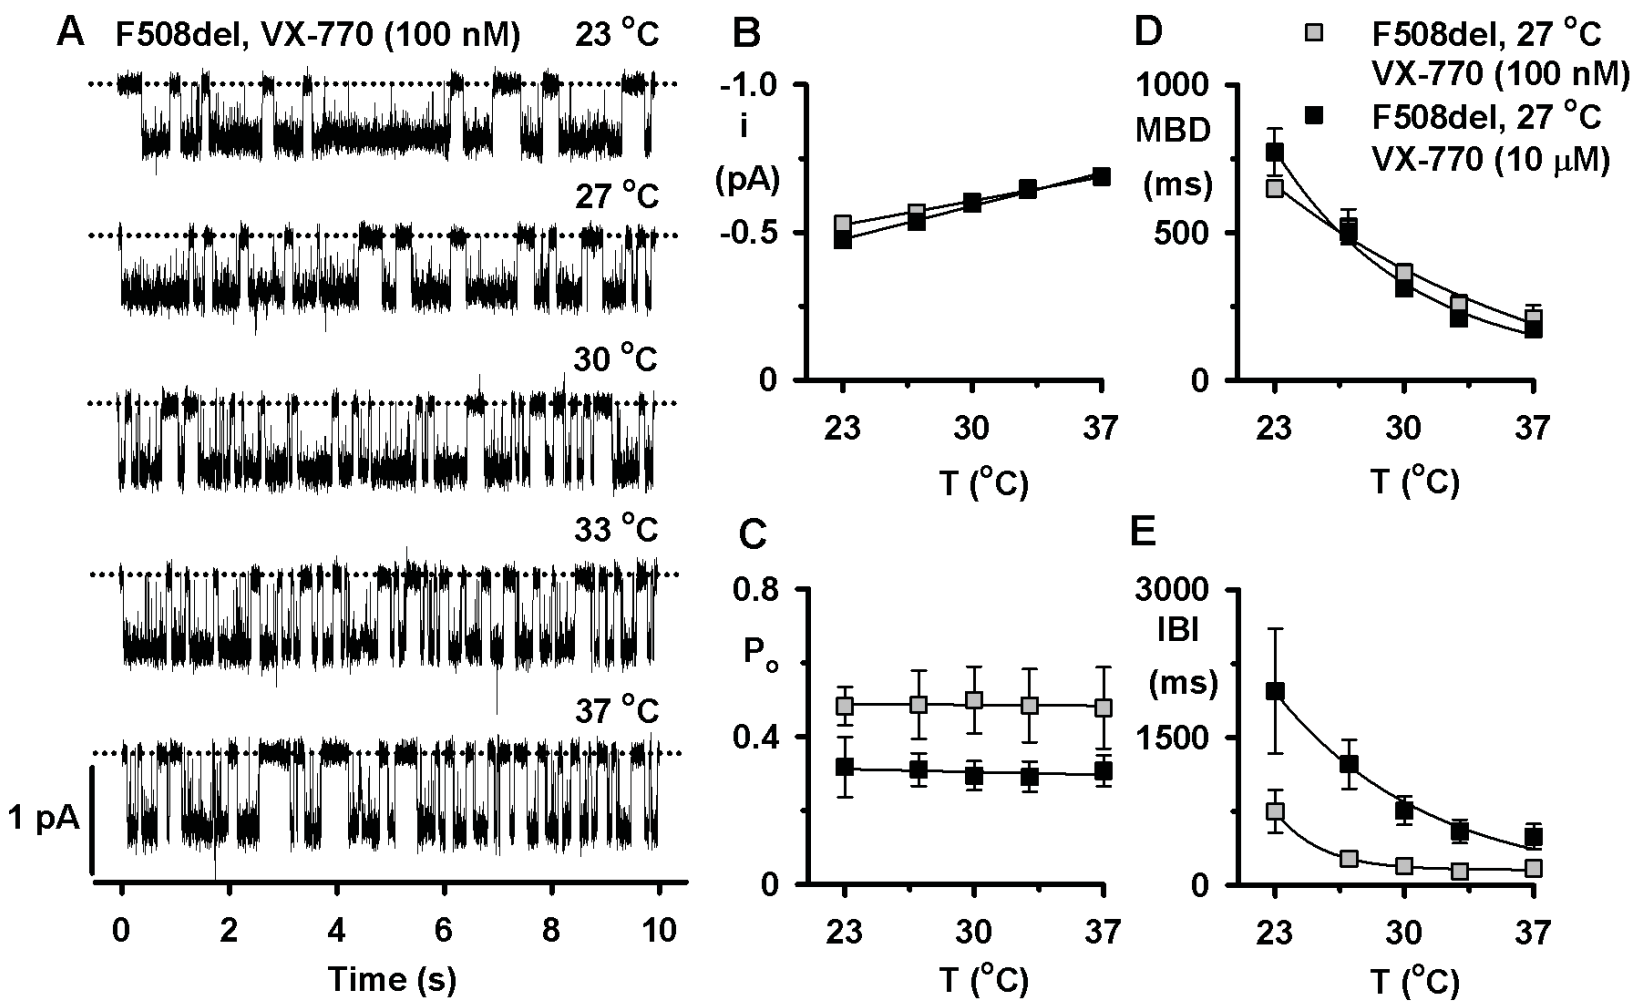 A
F508del, VX-770 (100 nM)
23 °C
27 °C
30 °C
33 °C
37 °C
1 pA
0 2 4 6 8 10
Time (s)
B
-1.0
i
(pA)
-0.5
0
23 30 37
T (°C)
C
0.8
Po
0.4
0
23 30 37
T (°C)
D
F508del, 27 °C
VX-770 (100 nM)
F508del, 27 °C
VX-770 (10 μM)
1000
MBD
(ms)
500
0
23 30 37
T (°C)
E
3000
IBI
(ms)
1500
0
23 30 37
T (°C)